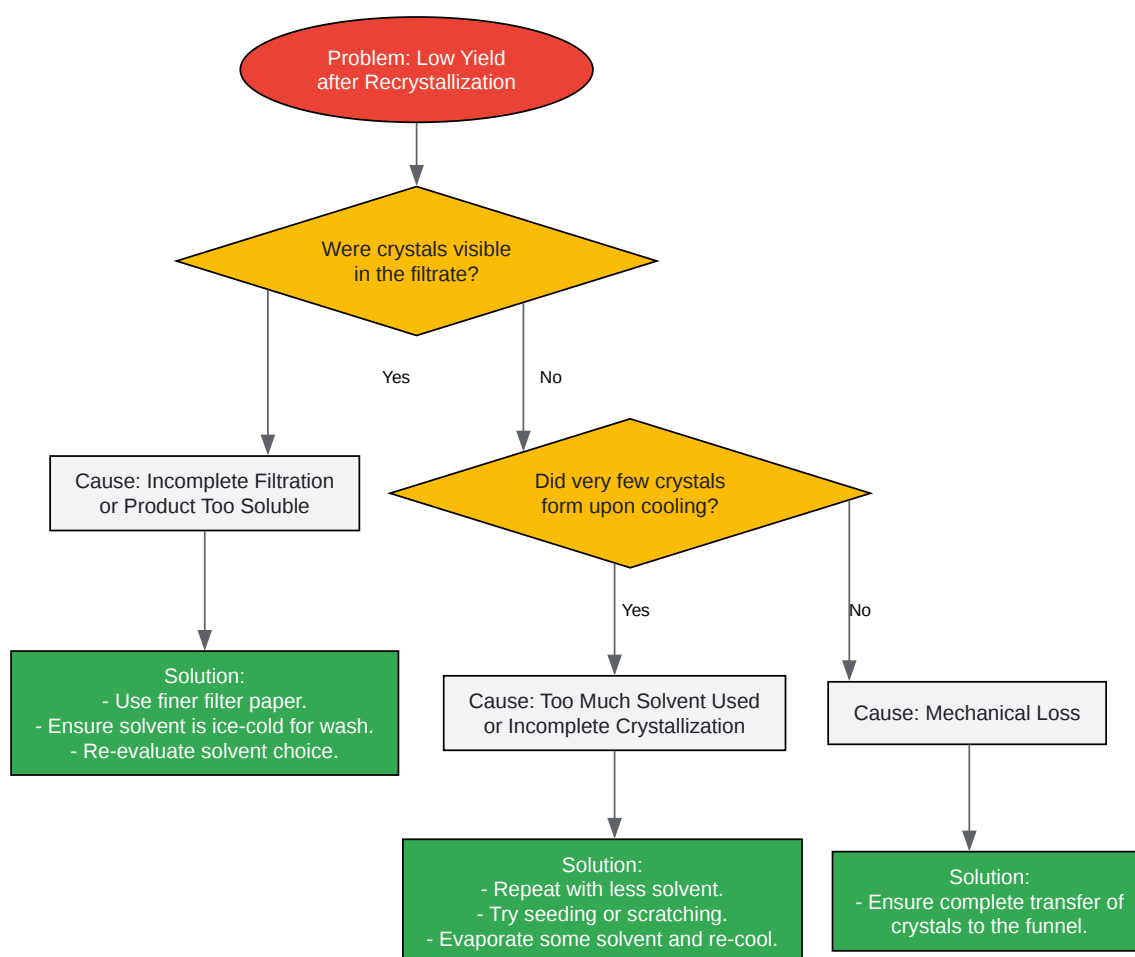 Problem: Low Yield
after Recrystallization
Were crystals visible
in the filtrate?
Yes
No
Cause: Incomplete Filtration
or Product Too Soluble
Did very few crystals
form upon cooling?
Yes
No
Solution:
- Use finer filter paper.
- Ensure solvent is ice-cold for wash.
- Re-evaluate solvent choice.
Cause: Too Much Solvent Used
or Incomplete Crystallization
Cause: Mechanical Loss
Solution:
- Repeat with less solvent.
- Try seeding or scratching.
- Evaporate some solvent and re-cool.
Solution:
- Ensure complete transfer of
crystals to the funnel.